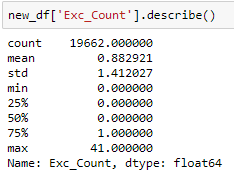 new_df['Exc_Count'].describe()
count    19662.000000
mean         0.882921
std          1.412027
min          0.000000
25%          0.000000
50%          0.000000
75%          1.000000
max         41.000000
Name: Exc_Count, dtype: float64